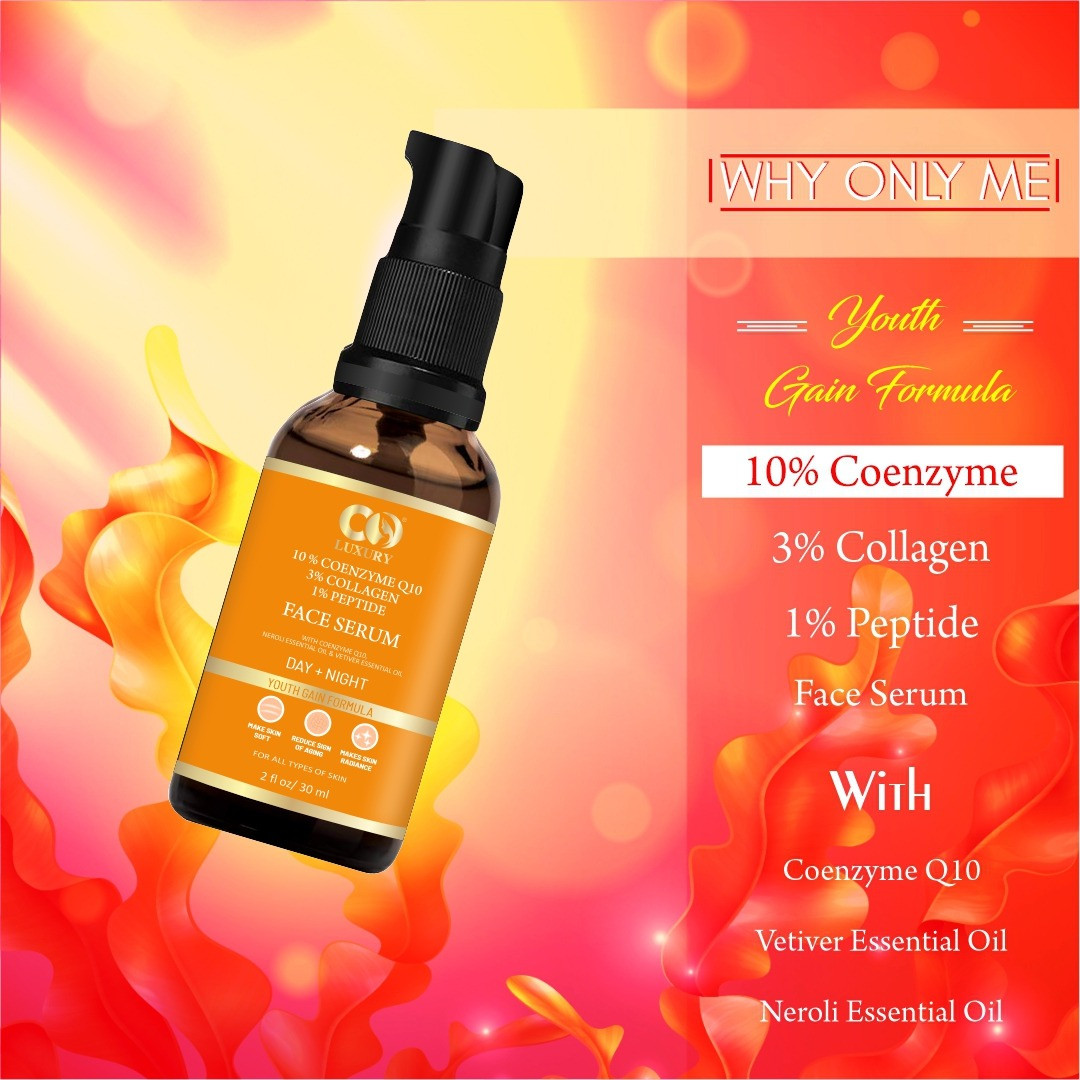 WHY ONLY ME
Youth
Gain Formula
10% Coenzyme
3% Collagen
1% Peptide
Face Serum
With
Coenzyme Q10
Vetiver Essential Oil
Neroli Essential Oil
CO
LUXURY
10 % COENZYME Q10
3% COLLAGEN
1% PEPTIDE
FACE SERUM
WITH COENZYME Q10,
NEROLI ESSENTIAL OIL & VETIVER ESSENTIAL OIL
DAY + NIGHT
YOUTH GAIN FORMULA
MAKE SKIN
SOFT
REDUCE SIGN
OF AGING
MAKES SKIN
RADIANCE
FOR ALL TYPES OF SKIN
2 fl oz/ 30 ml